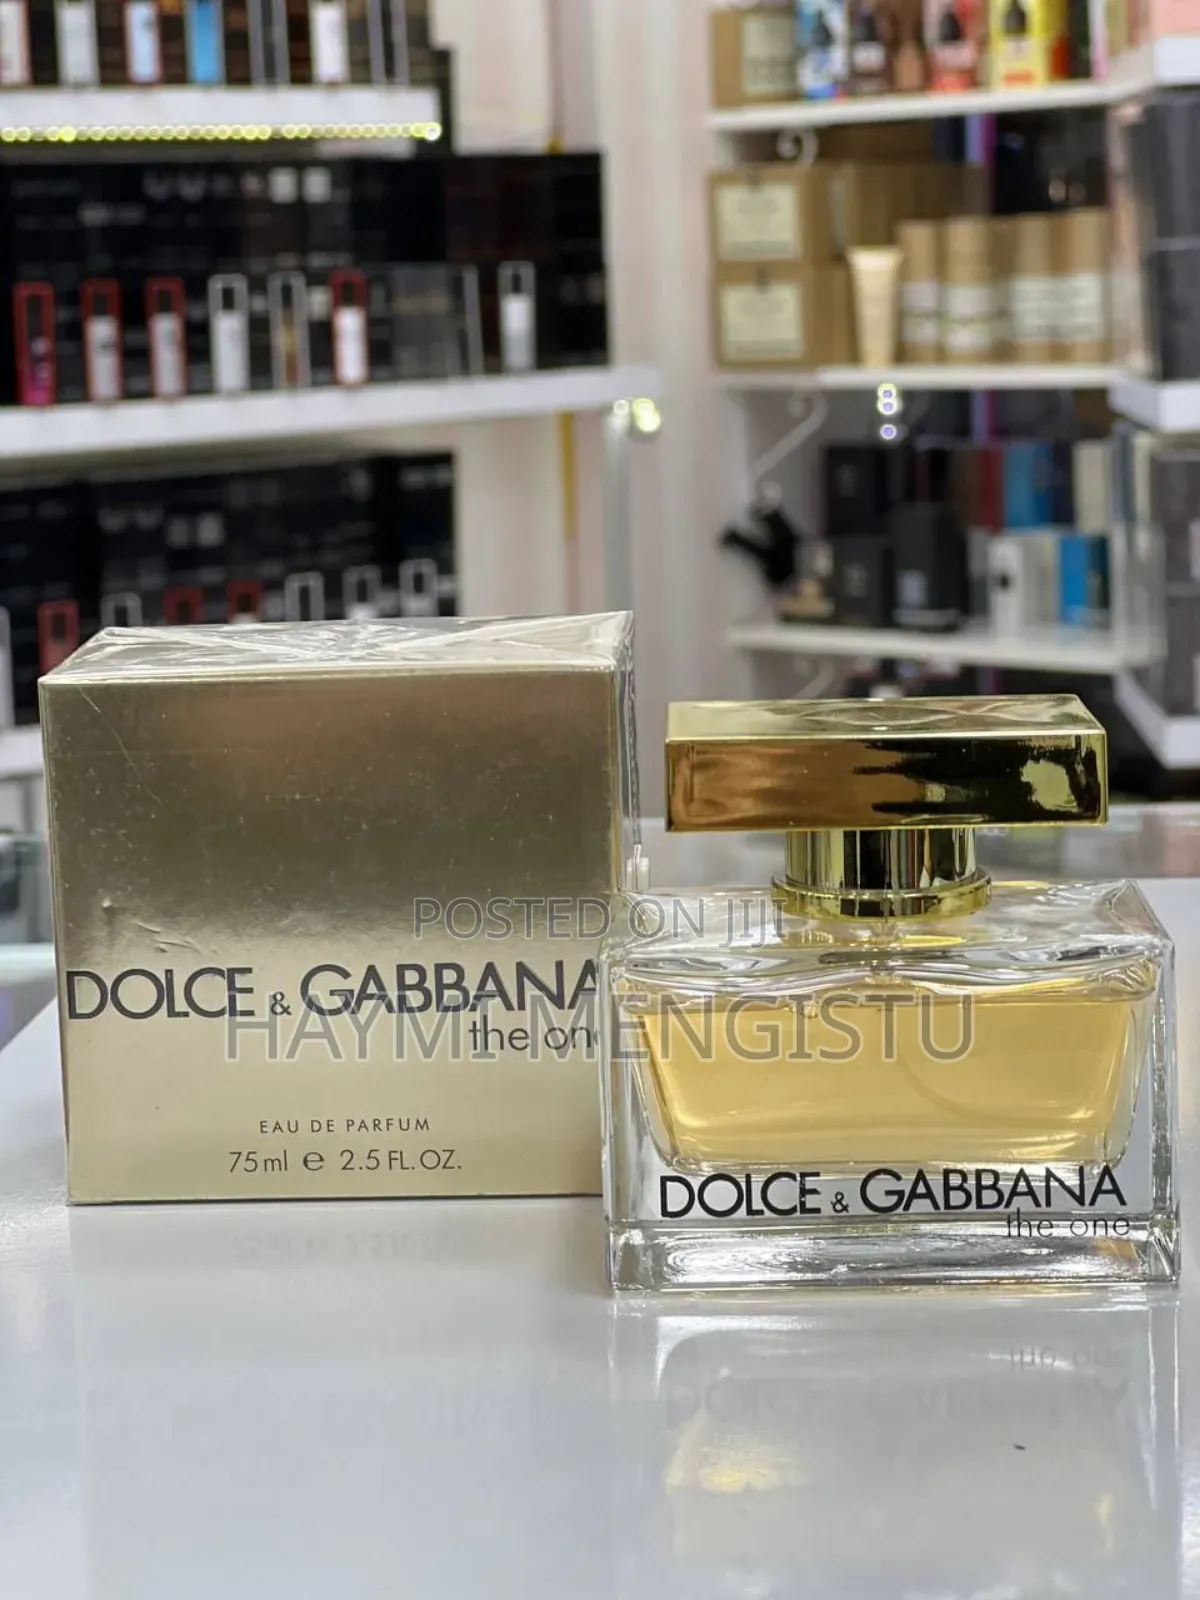 POSTED ON JIJI
HAYMI MENGISTU
DOLCE & GABBANA
the one
EAU DE PARFUM
75ml e 2.5 FL.OZ.
DOLCE & GABBANA
the one